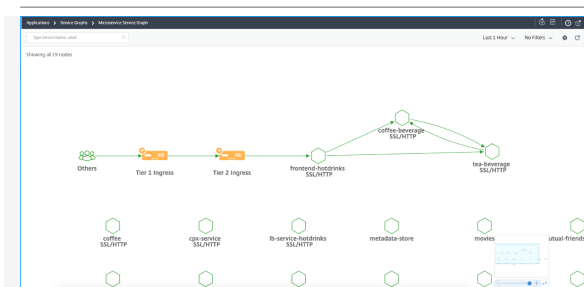 Applications > Service Graphs > Microservice Service Graph
Type Service Name, Label
Last 1 Hour
No Filters
Showing all 19 nodes
coffee-beverage
SSL/HTTP
Others
Tier 1 Ingress
Tier 2 Ingress
frontend-hotdrinks
SSL/HTTP
tea-beverage
SSL/HTTP
coffee
SSL/HTTP
cpx-service
SSL/HTTP
lb-service-hotdrinks
SSL/HTTP
metadata-store
movies
utual-friends